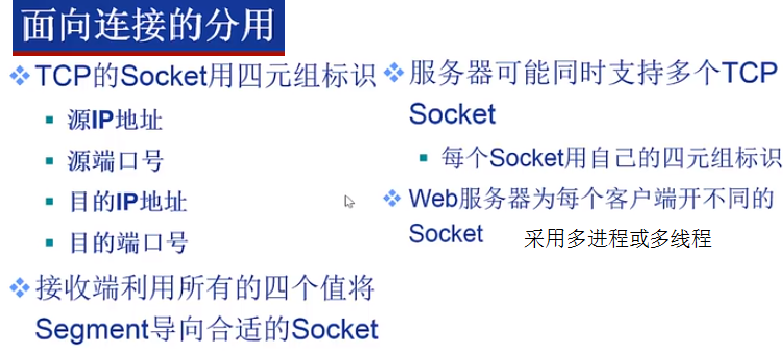 面向连接的分用
TCP的Socket用四元组标识
源IP地址
源端口号
目的IP地址
目的端口号
接收端利用所有的四个值将
Segment导向合适的Socket
服务器可能同时支持多个TCP
Socket
每个Socket用自己的四元组标识
Web服务器为每个客户端开不同的
Socket 采用多进程或多线程